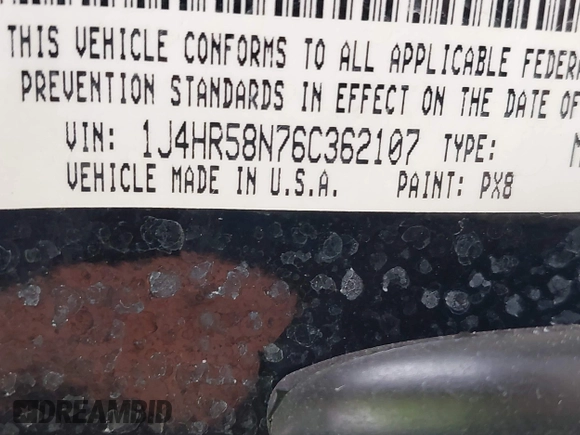 THIS VEHICLE CONFORMS TO ALL APPLICABLE FEDERA
PREVENTION STANDARDS IN EFFECT ON THE DATE OF
VIN: 1J4HR58N76C362107 TYPE: M
VEHICLE MADE IN U.S.A. PAINT: PX8
DREAMBID